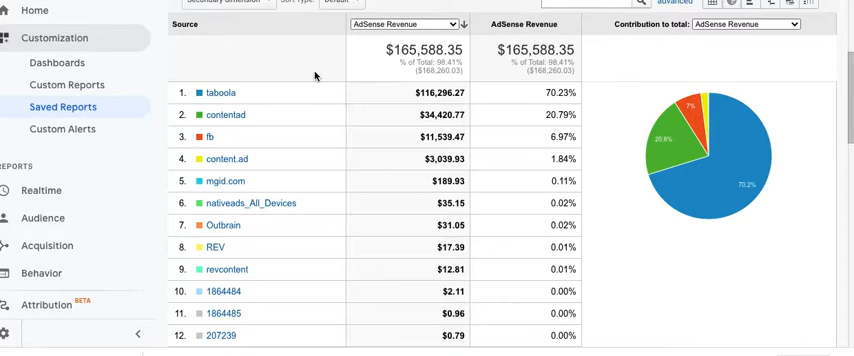 Home
Customization
Dashboards
Custom Reports
Saved Reports
Custom Alerts
REPORTS
Realtime
Audience
Acquisition
Behavior
Attribution BETA
Secondary dimension Sort Type: Default advanced
Source AdSense Revenue AdSense Revenue Contribution to total: AdSense Revenue
$165,588.35 $165,588.35
% of Total: 98.41% % of Total: 98.41%
($168,260.03) ($168,260.03)
1. taboola $116,296.27 70.23%
2. contentad $34,420.77 20.79%
3. fb $11,539.47 6.97%
4. content.ad $3,039.93 1.84%
5. mgid.com $189.93 0.11%
6. nativeads_All_Devices $35.15 0.02%
7. Outbrain $31.05 0.02%
8. REV $17.39 0.01%
9. revcontent $12.81 0.01%
10. 1864484 $2.11 0.00%
11. 1864485 $0.96 0.00%
12. 207239 $0.79 0.00%
7%
20.8%
70.2%